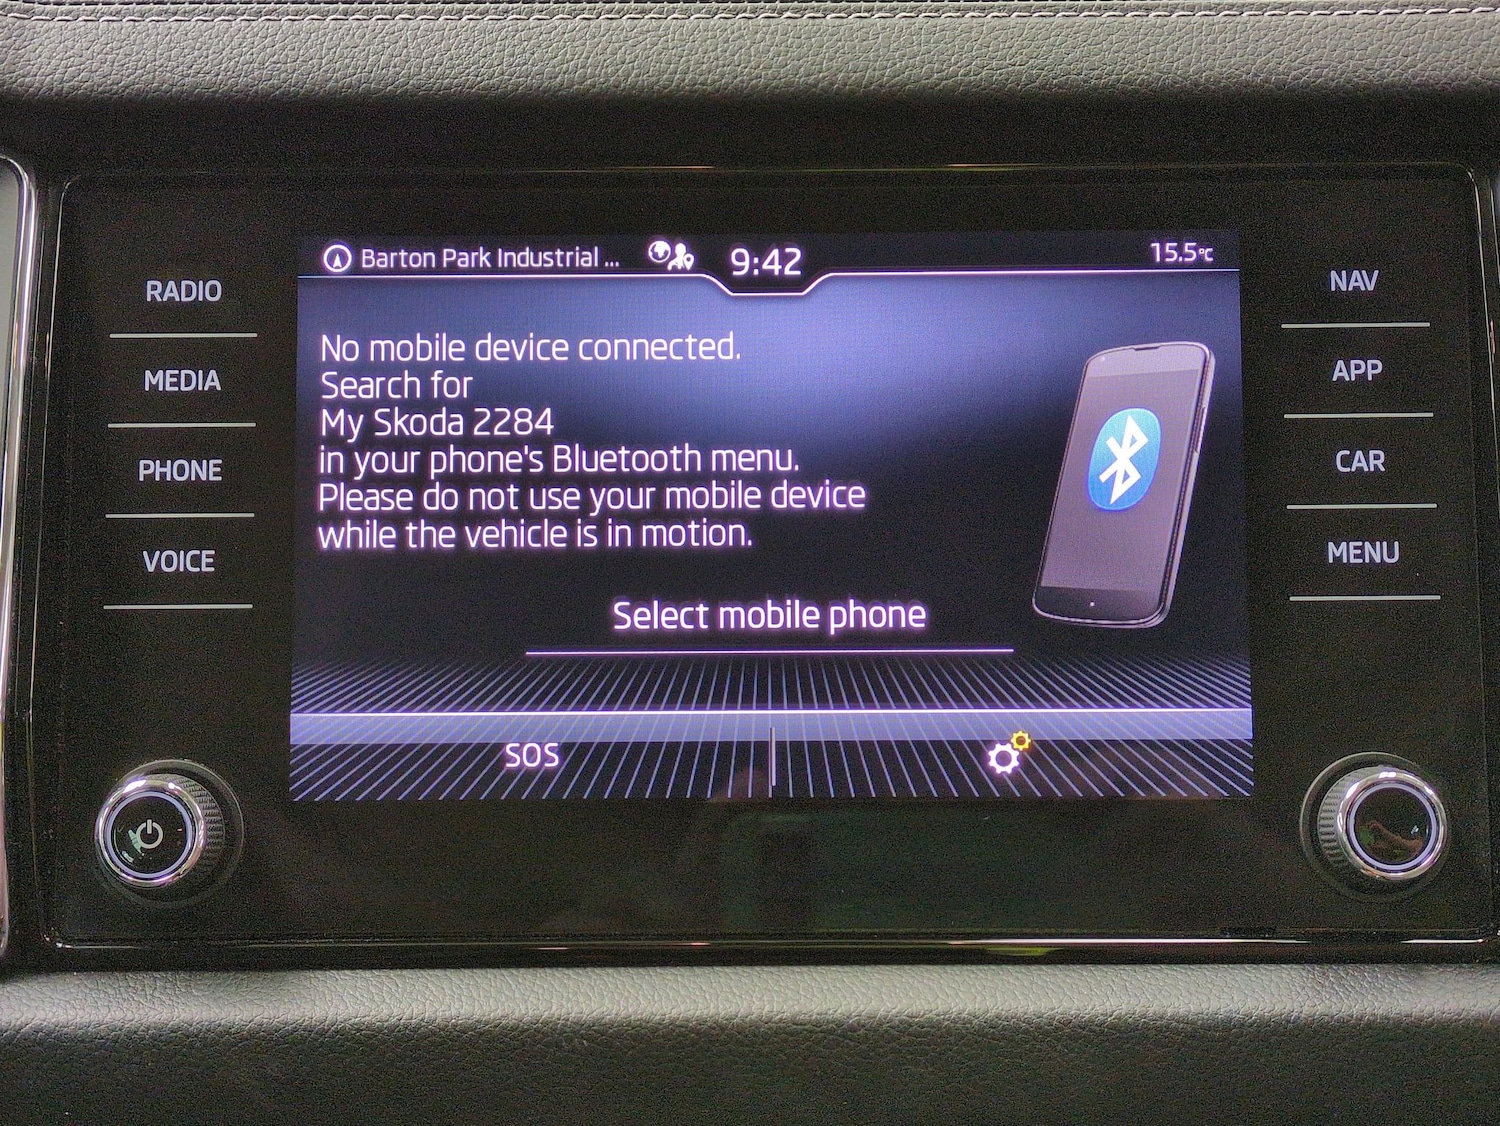 Barton Park Industrial ...
9:42
15.5°C
RADIO
MEDIA
PHONE
VOICE
No mobile device connected.
Search for
My Skoda 2284
in your phone's Bluetooth menu.
Please do not use your mobile device
while the vehicle is in motion.
Select mobile phone
SOS
NAV
APP
CAR
MENU